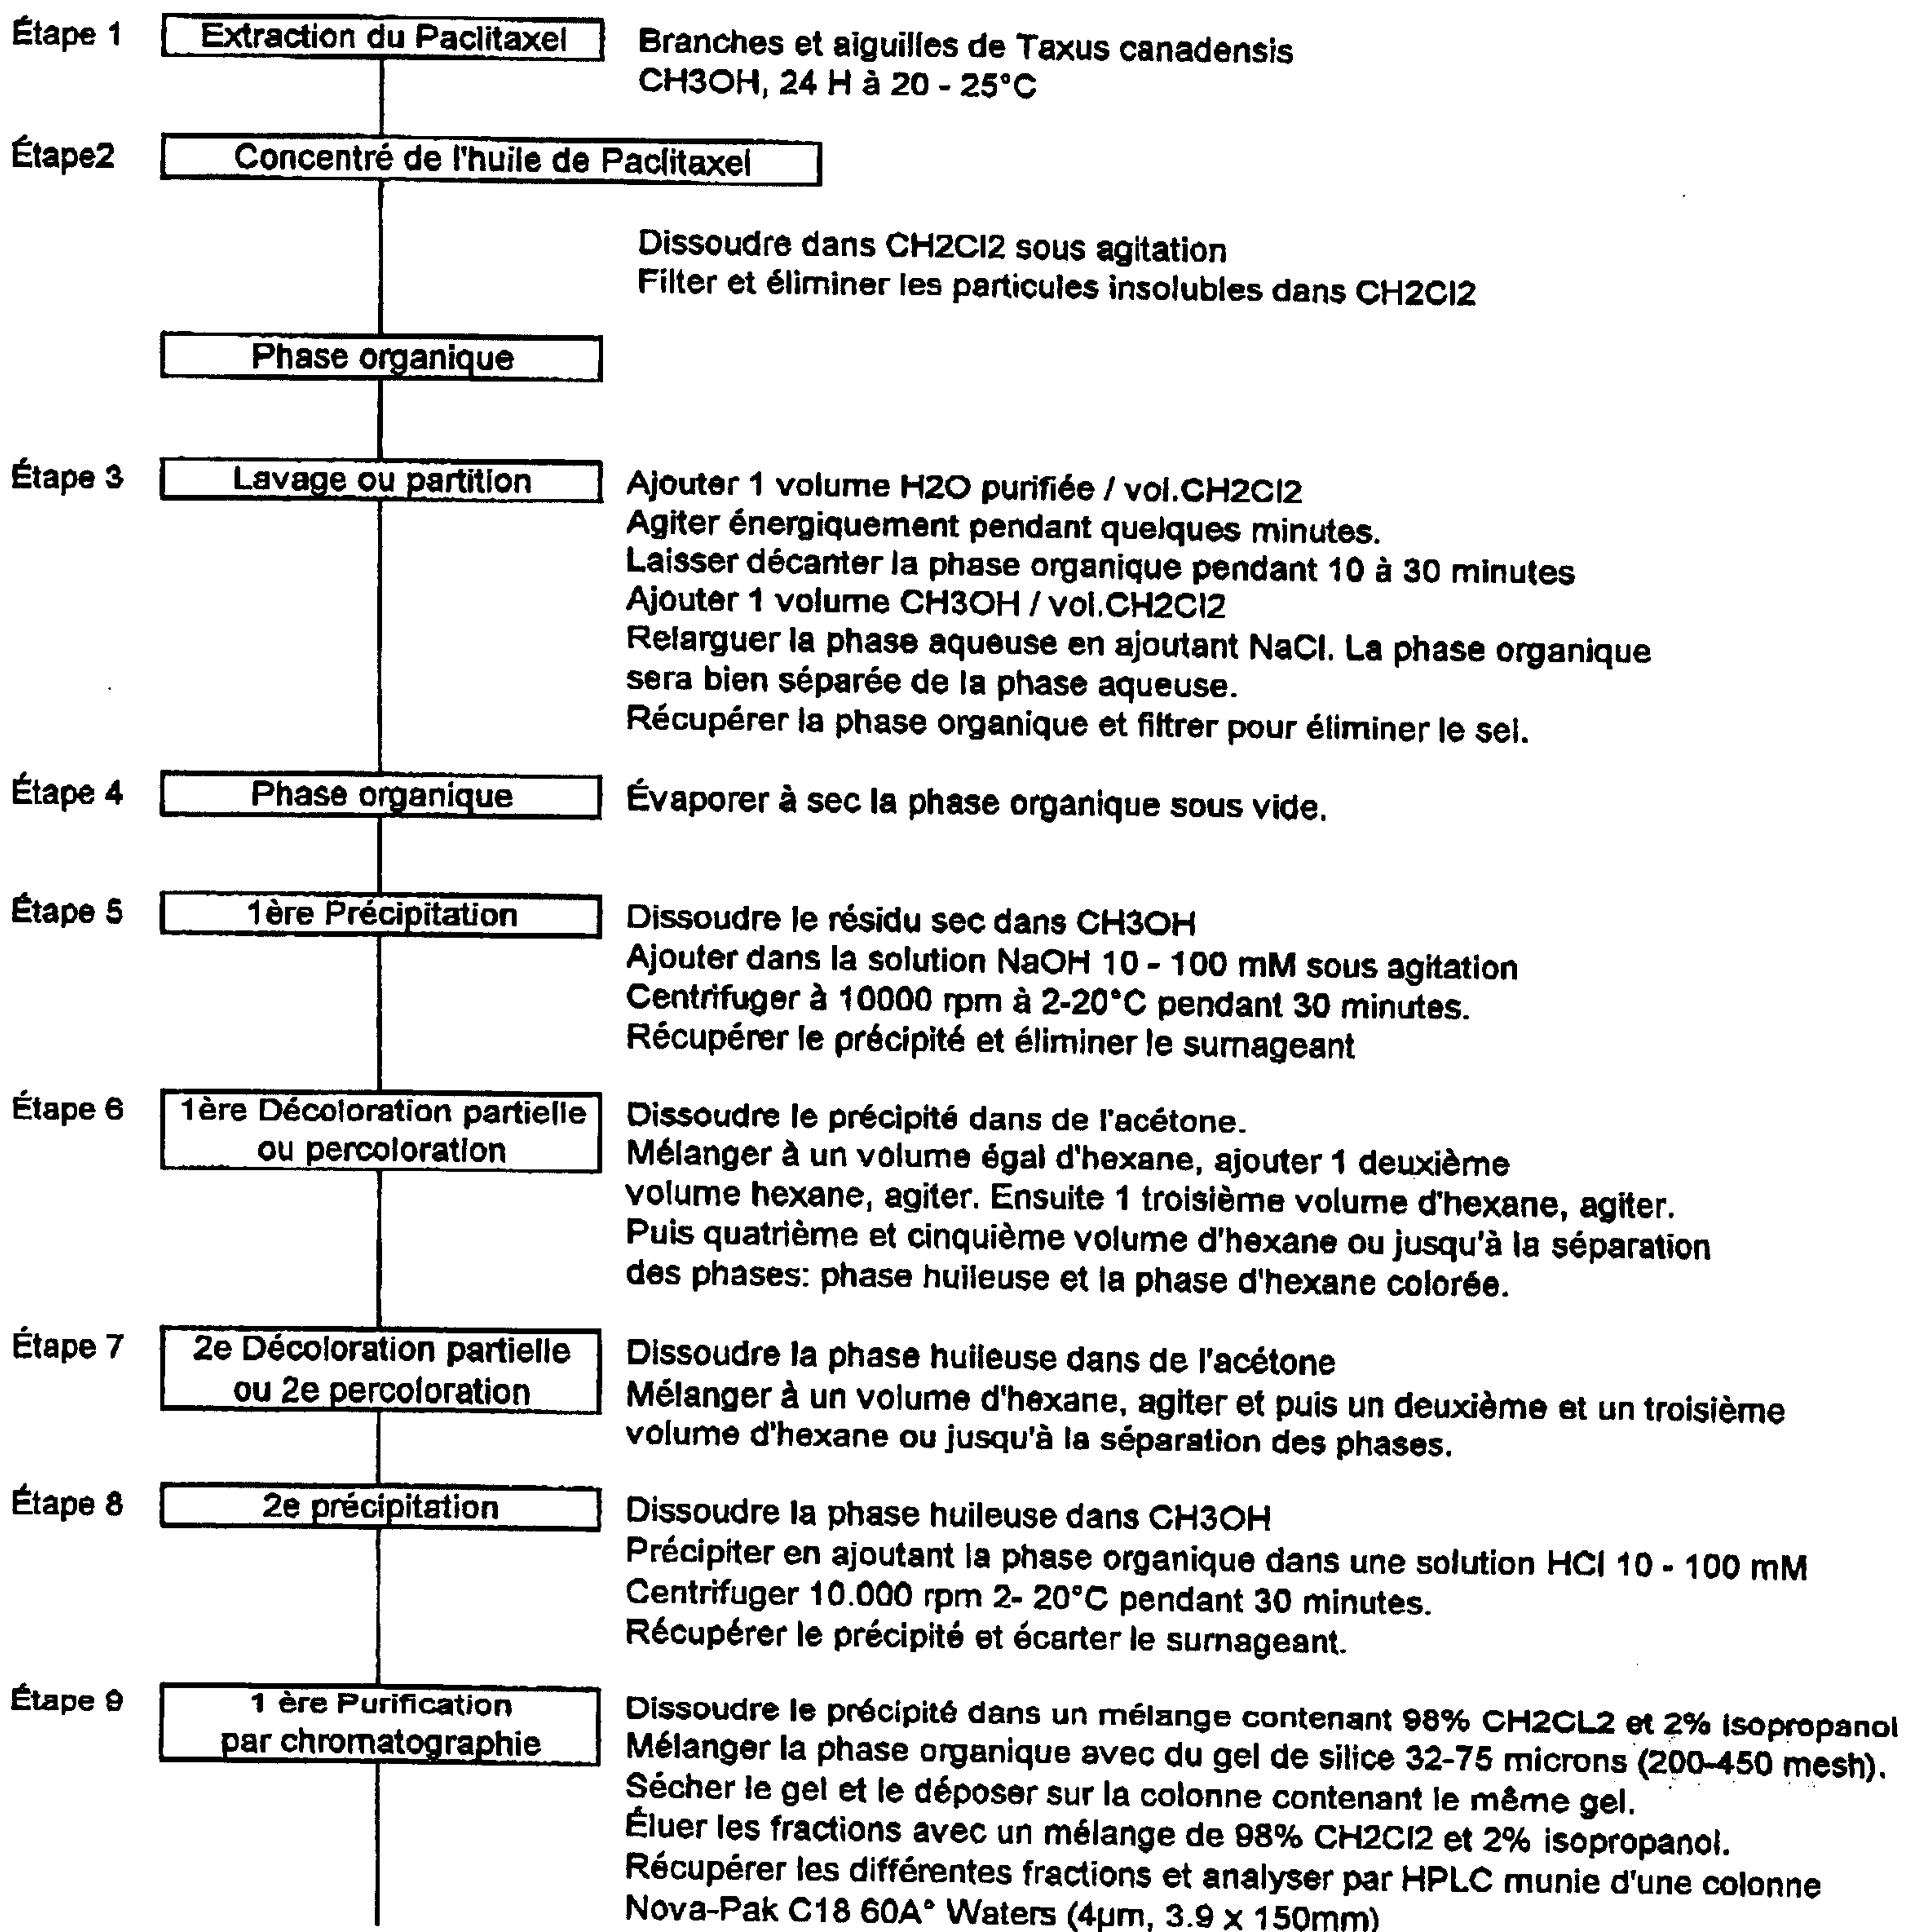 Étape 1
Extraction du Paclitaxel
Branches et aiguilles de Taxus canadensis
CH3OH, 24 H à 20 - 25°C
Étape2
Concentré de l'huile de Paclitaxel
Dissoudre dans CH2Cl2 sous agitation
Filter et éliminer les particules insolubles dans CH2Cl2
Phase organique
Étape 3
Lavage ou partition
Ajouter 1 volume H2O purifiée / vol.CH2Cl2
Agiter énergiquement pendant quelques minutes.
Laisser décanter la phase organique pendant 10 à 30 minutes
Ajouter 1 volume CH3OH / vol.CH2Cl2
Relarguer la phase aqueuse en ajoutant NaCl. La phase organique
sera bien séparée de la phase aqueuse.
Récupérer la phase organique et filtrer pour éliminer le sel.
Étape 4
Phase organique
Évaporer à sec la phase organique sous vide.
Étape 5
1ère Précipitation
Dissoudre le résidu sec dans CH3OH
Ajouter dans la solution NaOH 10 - 100 mM sous agitation
Centrifuger à 10000 rpm à 2-20°C pendant 30 minutes.
Récupérer le précipité et éliminer le surnageant
Étape 6
1ère Décoloration partielle
ou percoloration
Dissoudre le précipité dans de l'acétone.
Mélanger à un volume égal d'hexane, ajouter 1 deuxième
volume hexane, agiter. Ensuite 1 troisième volume d'hexane, agiter.
Puis quatrième et cinquième volume d'hexane ou jusqu'à la séparation
des phases: phase huileuse et la phase d'hexane colorée.
Étape 7
2e Décoloration partielle
ou 2e percoloration
Dissoudre la phase huileuse dans de l'acétone
Mélanger à un volume d'hexane, agiter et puis un deuxième et un troisième
volume d'hexane ou jusqu'à la séparation des phases.
Étape 8
2e précipitation
Dissoudre la phase huileuse dans CH3OH
Précipiter en ajoutant la phase organique dans une solution HCl 10 - 100 mM
Centrifuger 10.000 rpm 2- 20°C pendant 30 minutes.
Récupérer le précipité et écarter le surnageant.
Étape 9
1 ère Purification
par chromatographie
Dissoudre le précipité dans un mélange contenant 98% CH2CL2 et 2% isopropanol
Mélanger la phase organique avec du gel de silice 32-75 microns (200-450 mesh).
Sécher le gel et le déposer sur la colonne contenant le même gel.
Éluer les fractions avec un mélange de 98% CH2Cl2 et 2% isopropanol.
Récupérer les différentes fractions et analyser par HPLC munie d'une colonne
Nova-Pak C18 60A° Waters (4µm, 3.9 x 150mm)